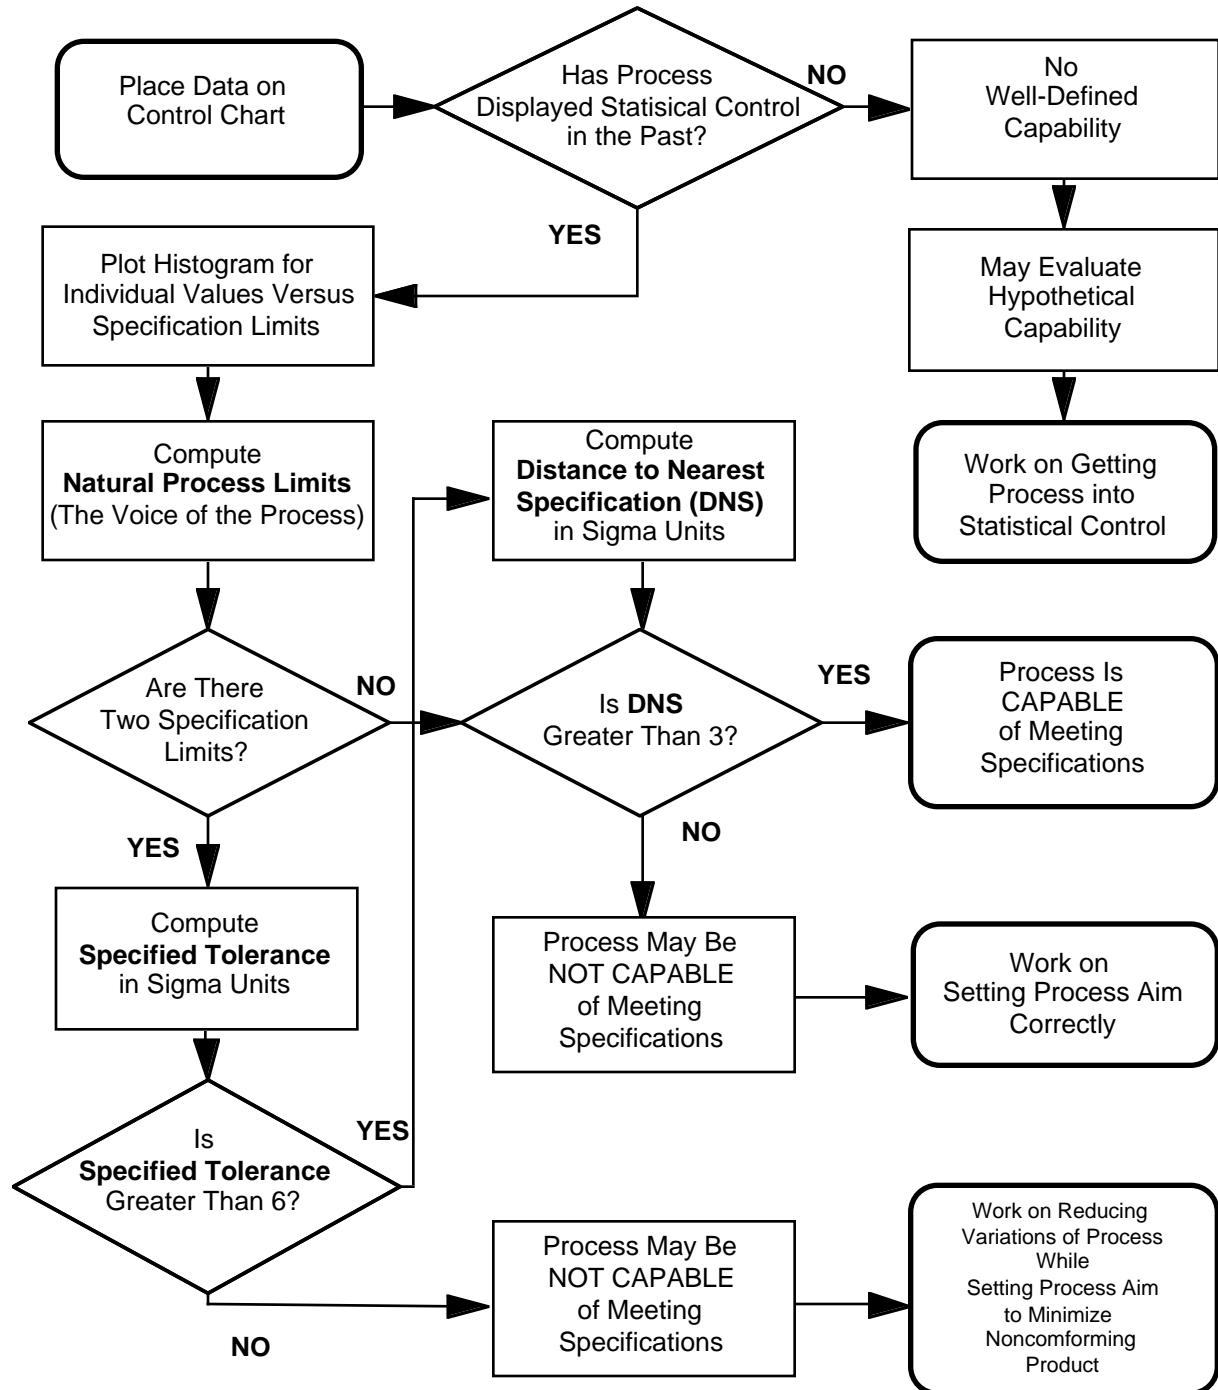 Place Data on
Control Chart
Has Process
Displayed Statisical Control
in the Past?
NO
No
Well-Defined
Capability
YES
Plot Histogram for
Individual Values Versus
Specification Limits
May Evaluate
Hypothetical
Capability
Compute
Natural Process Limits
(The Voice of the Process)
Compute
Distance to Nearest
Specification (DNS)
in Sigma Units
Work on Getting
Process into
Statistical Control
Are There
Two Specification
Limits?
NO
Is DNS
Greater Than 3?
YES
Process Is
CAPABLE
of Meeting
Specifications
YES
NO
Compute
Specified Tolerance
in Sigma Units
Process May Be
NOT CAPABLE
of Meeting
Specifications
Work on
Setting Process Aim
Correctly
Is
Specified Tolerance
Greater Than 6?
YES
NO
Process May Be
NOT CAPABLE
of Meeting
Specifications
Work on Reducing
Variations of Process
While
Setting Process Aim
to Minimize
Noncomforming
Product